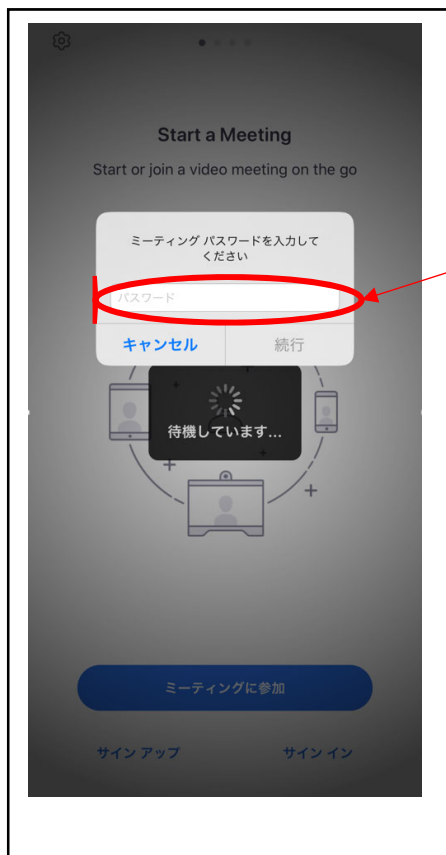 Start a Meeting
Start or join a video meeting on the go
ミーティング パスワードを入力して
ください
パスワード
キャンセル
続行
待機しています...
ミーティングに参加
サイン アップ
サイン イン